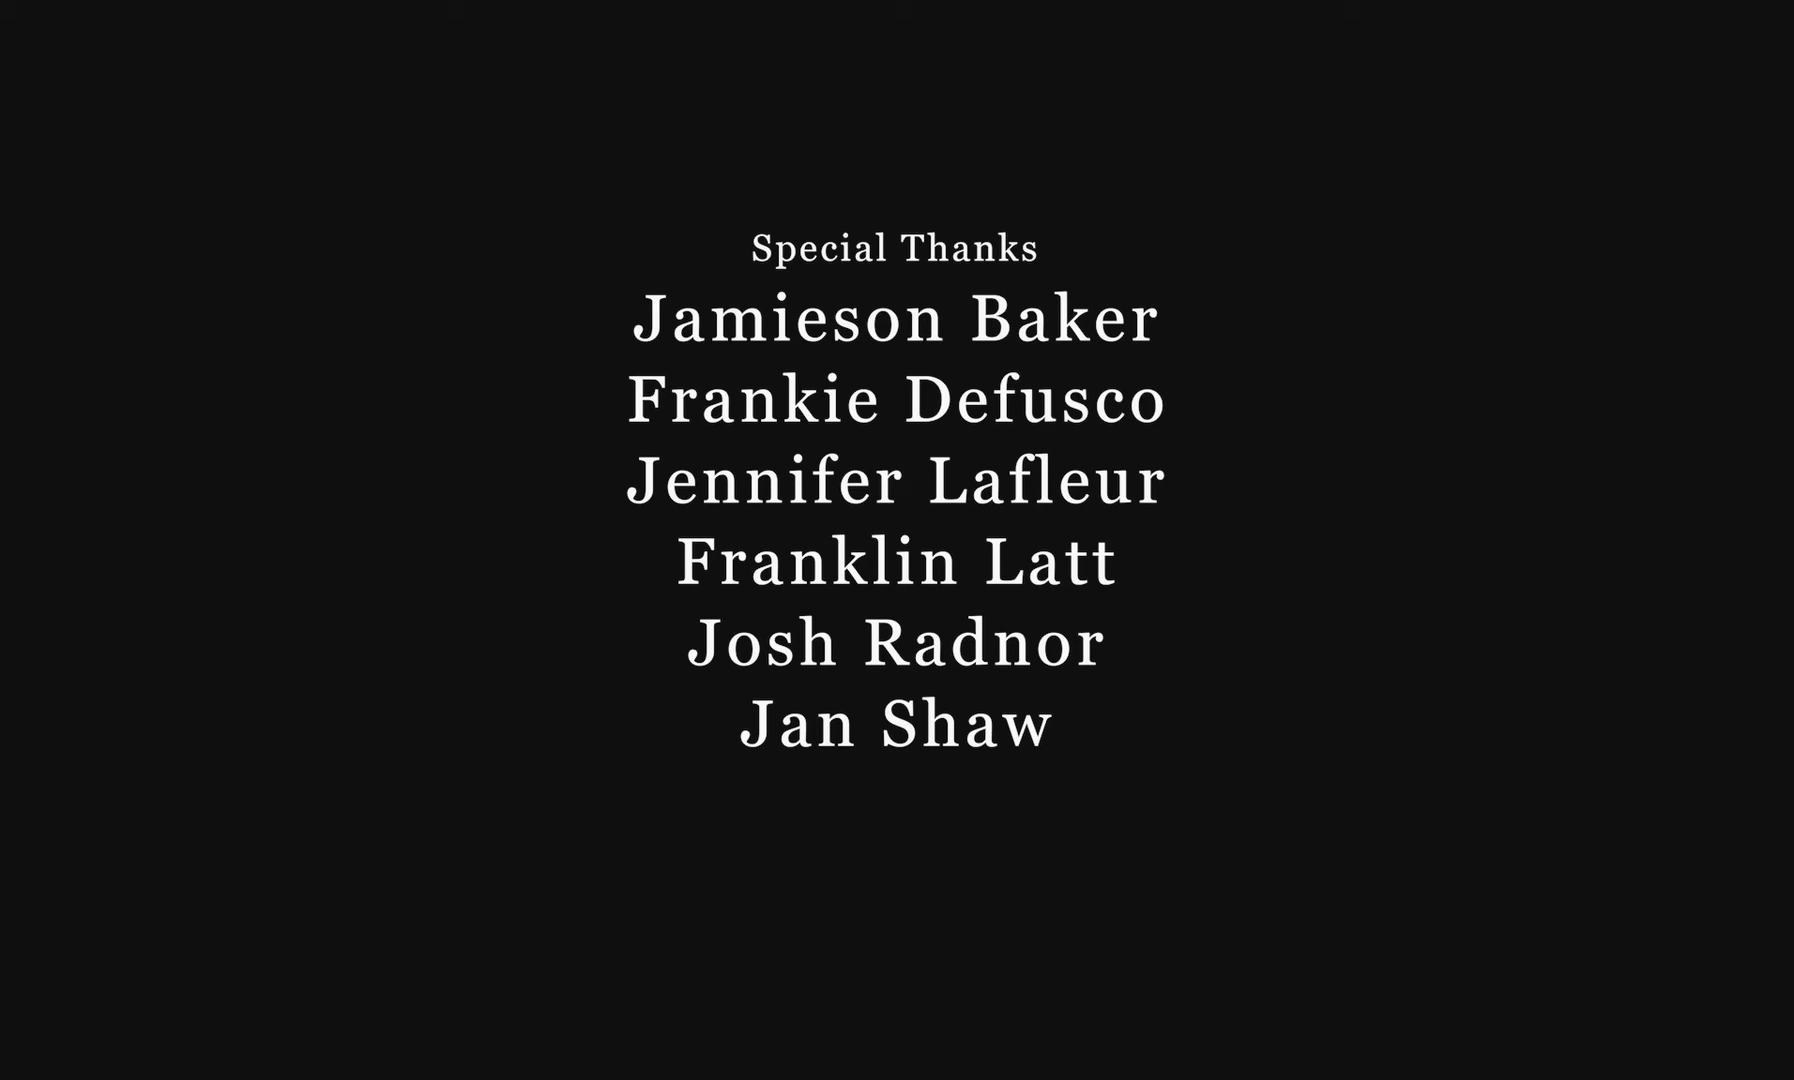 Special Thanks
Jamieson Baker
Frankie Defusco
Jennifer Lafleur
Franklin Latt
Josh Radnor
Jan Shaw